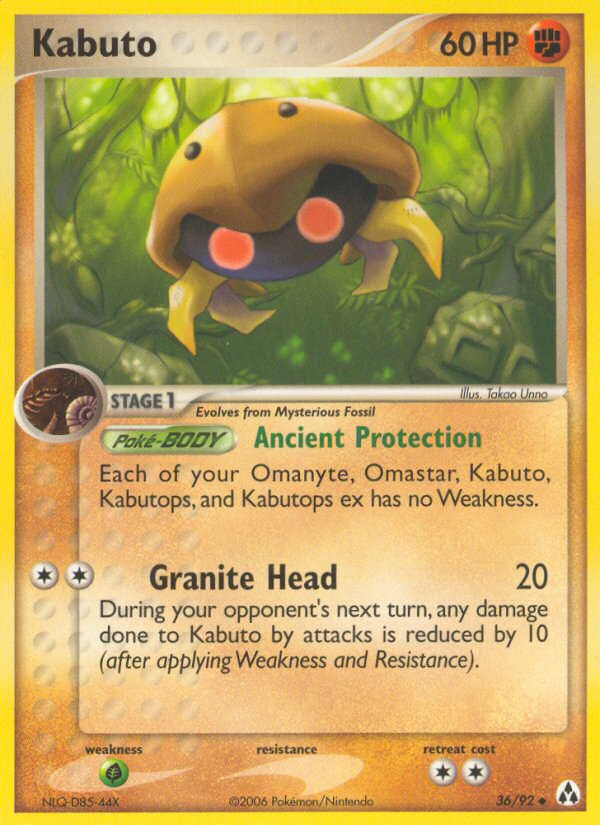 Kabuto 60 HP
Illus. Takao Unno
STAGE 1
Evolves from Mysterious Fossil
Poké-BODY Ancient Protection
Each of your Omanyte, Omastar, Kabuto,
Kabutops, and Kabutops ex has no Weakness.
Granite Head 20
During your opponent's next turn, any damage
done to Kabuto by attacks is reduced by 10
(after applying Weakness and Resistance).
weakness resistance retreat cost
NLQ-D85-44X ©2006 Pokémon/Nintendo 36/92